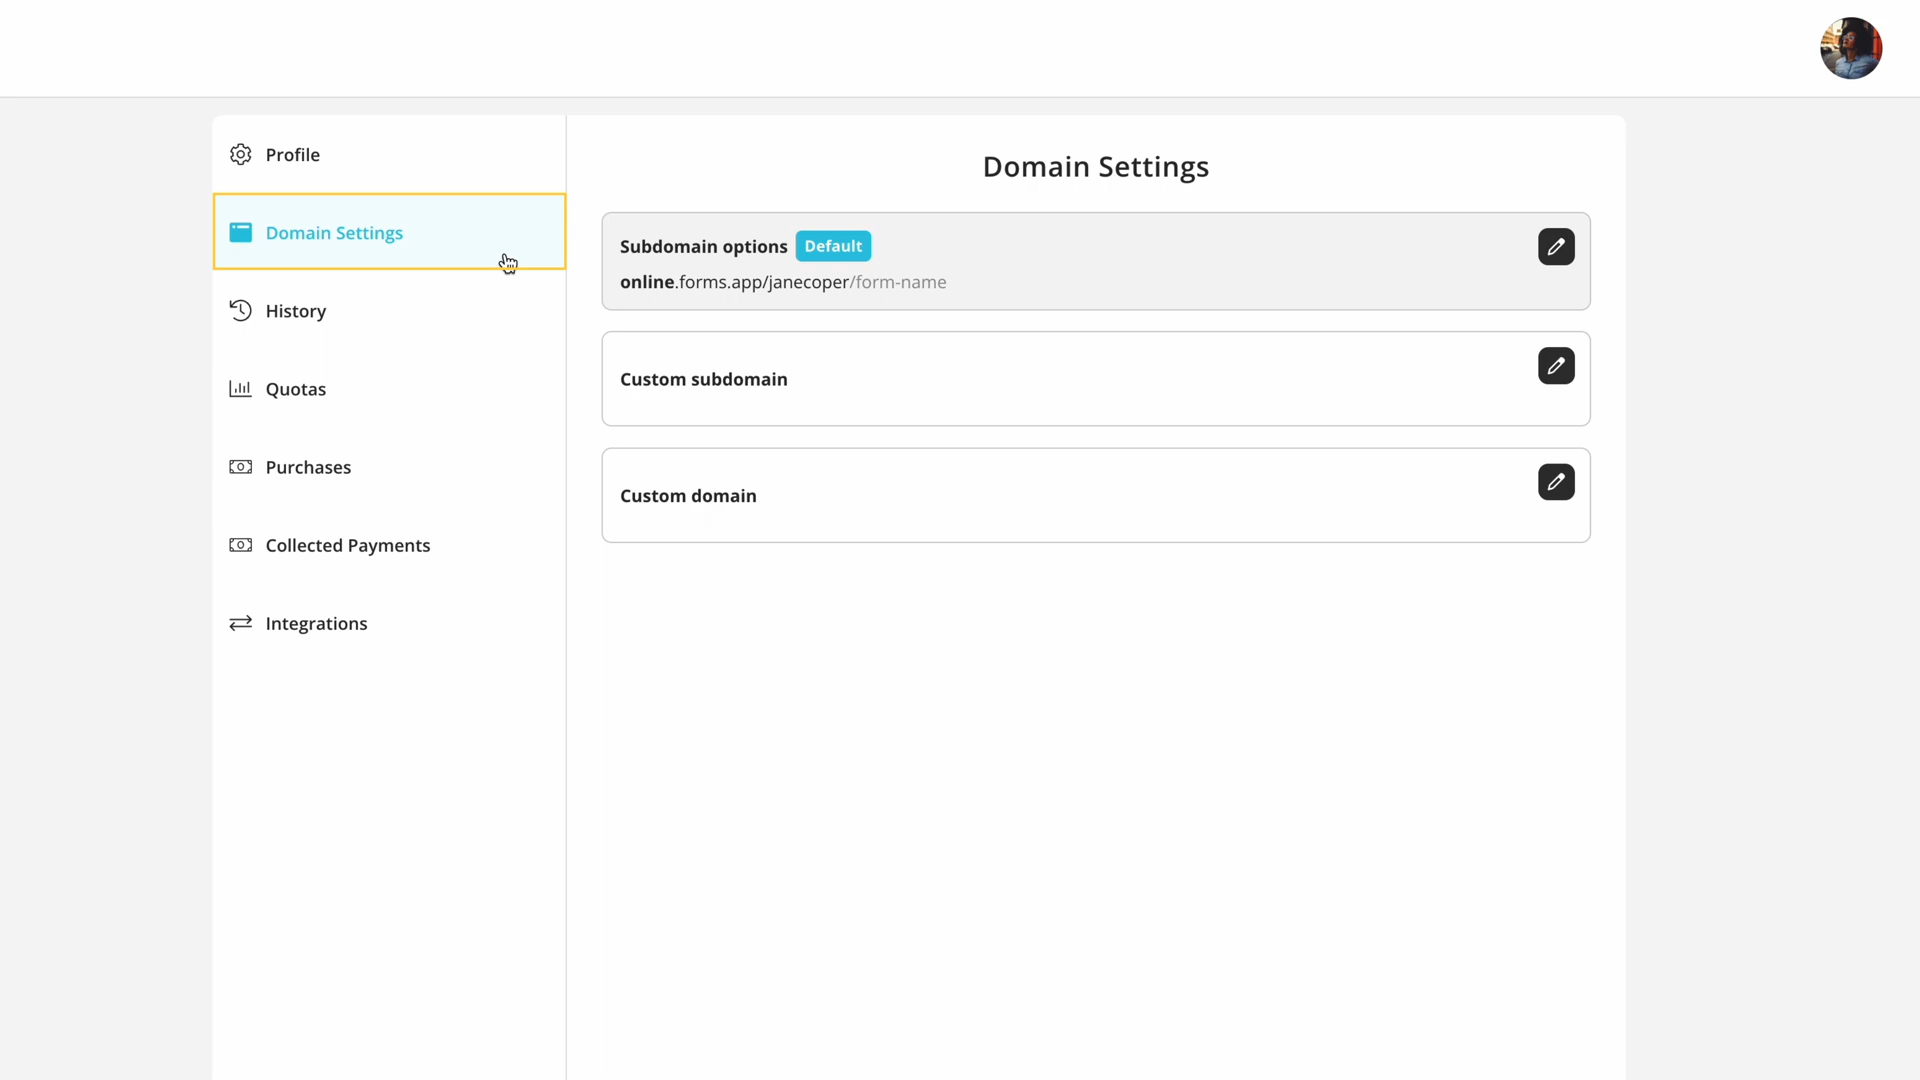 Profile
Domain Settings
History
Quotas
Purchases
Collected Payments
Integrations
Domain Settings
Subdomain options Default
online.forms.app/janecoper/form-name
Custom subdomain
Custom domain